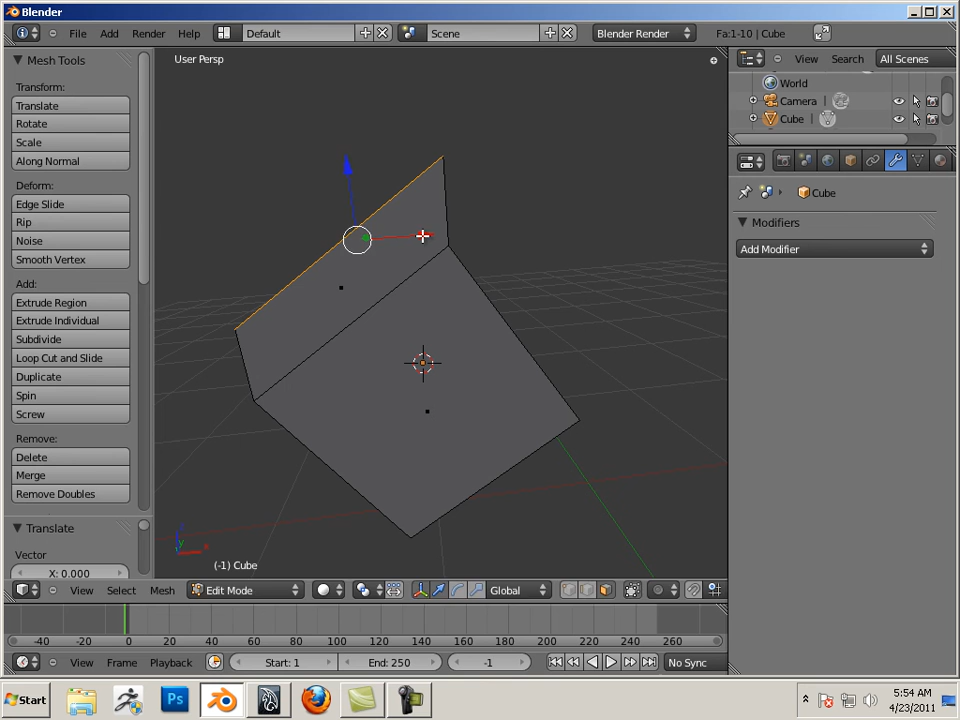 Blender
File Add Render Help Default Scene Blender Render Fa:1-10 | Cube
Mesh Tools
Transform:
Translate
Rotate
Scale
Along Normal
Deform:
Edge Slide
Rip
Noise
Smooth Vertex
Add:
Extrude Region
Extrude Individual
Subdivide
Loop Cut and Slide
Duplicate
Spin
Screw
Remove:
Delete
Merge
Remove Doubles
Translate
Vector
X: 0.000
User Persp
(-1) Cube
View Search All Scenes
World
Camera
Cube
Cube
Modifiers
Add Modifier
View Select Mesh Edit Mode Global
-40 -20 0 20 40 60 80 100 120 140 160 180 200 220 240 260
View Frame Playback Start: 1 End: 250 -1 No Sync
Start Ps 5:54 AM
4/23/2011